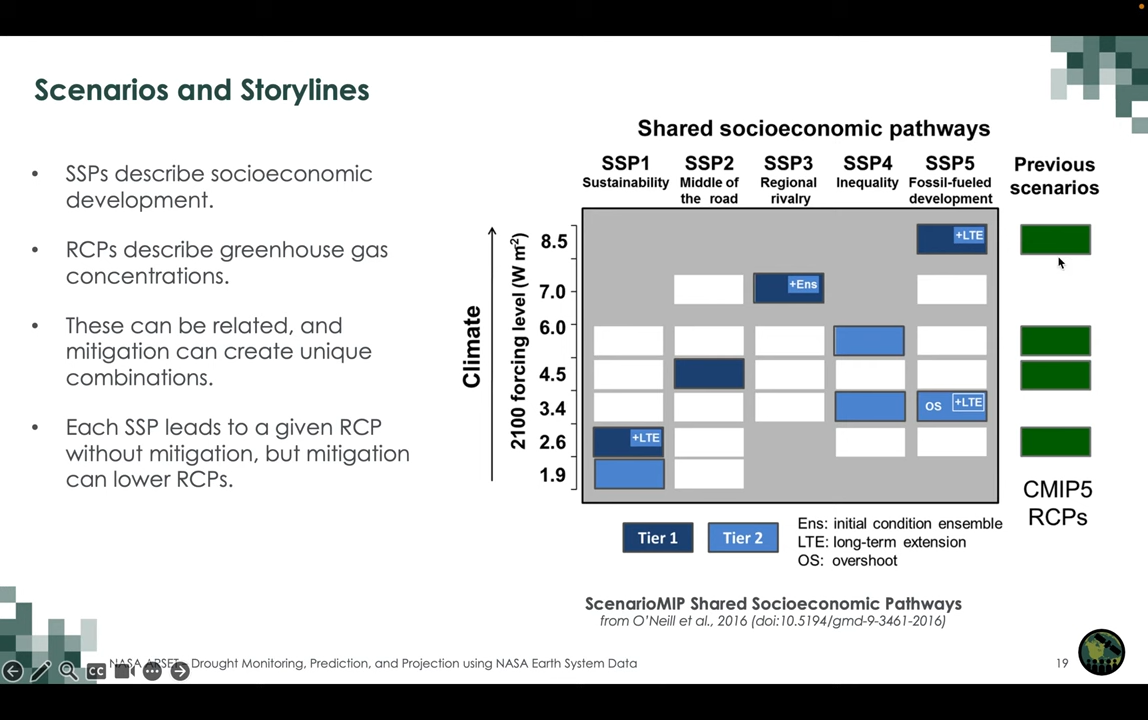 Scenarios and Storylines
• SSPs describe socioeconomic
development.
• RCPs describe greenhouse gas
concentrations.
• These can be related, and
mitigation can create unique
combinations.
• Each SSP leads to a given RCP
without mitigation, but mitigation
can lower RCPs.
Shared socioeconomic pathways
SSP1
Sustainability
SSP2
Middle of
the road
SSP3
Regional
rivalry
SSP4
Inequality
SSP5
Fossil-fueled
development
Previous
scenarios
Climate
2100 forcing level (W m-2)
8.5
+LTE
7.0
+Ens
6.0
4.5
3.4
OS +LTE
2.6
+LTE
1.9
CMIP5
RCPs
Tier 1
Tier 2
Ens: initial condition ensemble
LTE: long-term extension
OS: overshoot
ScenarioMIP Shared Socioeconomic Pathways
from O’Neill et al., 2016 (doi:10.5194/gmd-9-3461-2016)
CC
NASA ARSET – Drought Monitoring, Prediction, and Projection using NASA Earth System Data
19